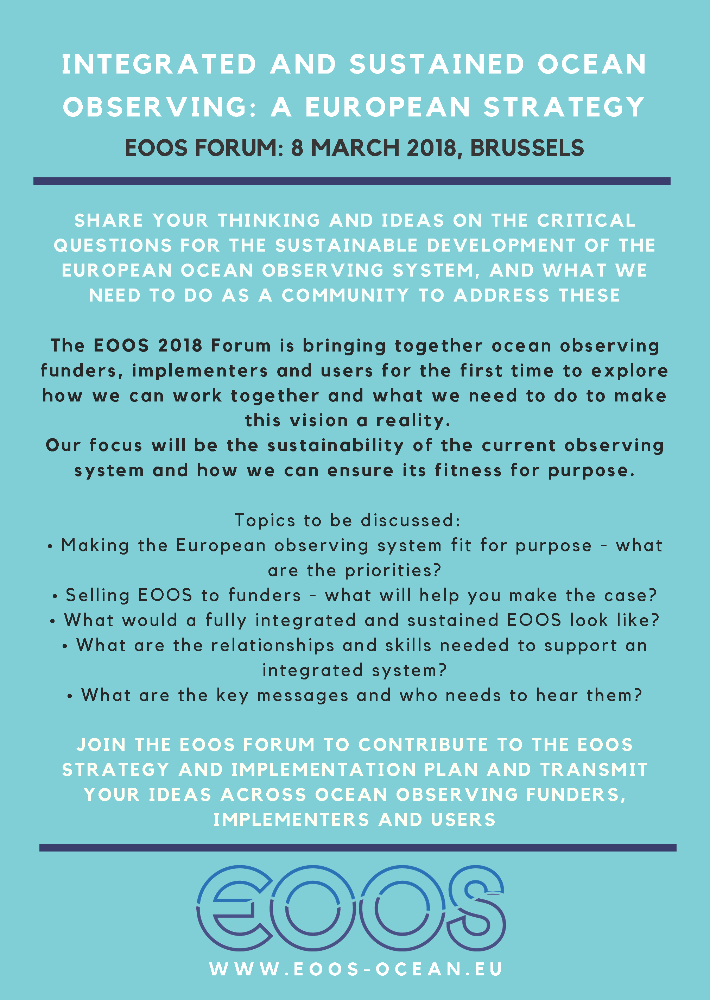 INTEGRATED AND SUSTAINED OCEAN
OBSERVING: A EUROPEAN STRATEGY
EOOS FORUM: 8 MARCH 2018, BRUSSELS
SHARE YOUR THINKING AND IDEAS ON THE CRITICAL
QUESTIONS FOR THE SUSTAINABLE DEVELOPMENT OF THE
EUROPEAN OCEAN OBSERVING SYSTEM, AND WHAT WE
NEED TO DO AS A COMMUNITY TO ADDRESS THESE
The EOOS 2018 Forum is bringing together ocean observing
funders, implementers and users for the first time to explore
how we can work together and what we need to do to make
this vision a reality.
Our focus will be the sustainability of the current observing
system and how we can ensure its fitness for purpose.
Topics to be discussed:
• Making the European observing system fit for purpose - what
are the priorities?
• Selling EOOS to funders - what will help you make the case?
• What would a fully integrated and sustained EOOS look like?
• What are the relationships and skills needed to support an
integrated system?
• What are the key messages and who needs to hear them?
JOIN THE EOOS FORUM TO CONTRIBUTE TO THE EOOS
STRATEGY AND IMPLEMENTATION PLAN AND TRANSMIT
YOUR IDEAS ACROSS OCEAN OBSERVING FUNDERS,
IMPLEMENTERS AND USERS
eoos
WWW.EOOS-OCEAN.EU